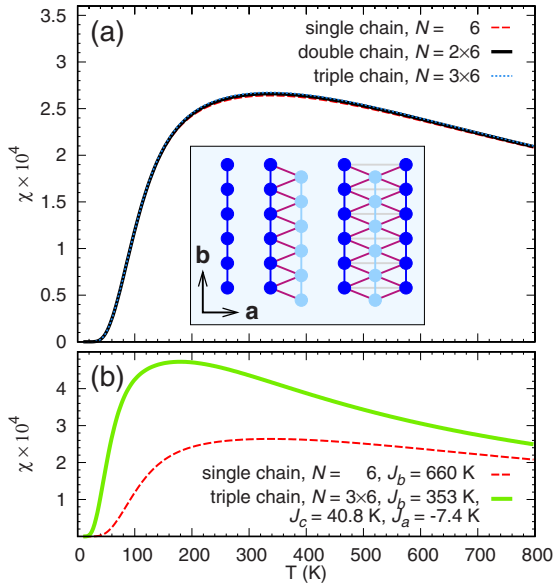 (a)
single chain, N = 6
double chain, N = 2×6
triple chain, N = 3×6
χ × 10⁴
3.5
3
2.5
2
1.5
1
0.5
0
b
a
(b)
χ × 10⁴
4
3
2
1
single chain, N = 6, J_b = 660 K
triple chain, N = 3×6, J_b = 353 K,
J_c = 40.8 K, J_a = -7.4 K
0 100 200 300 400 500 600 700 800
T (K)